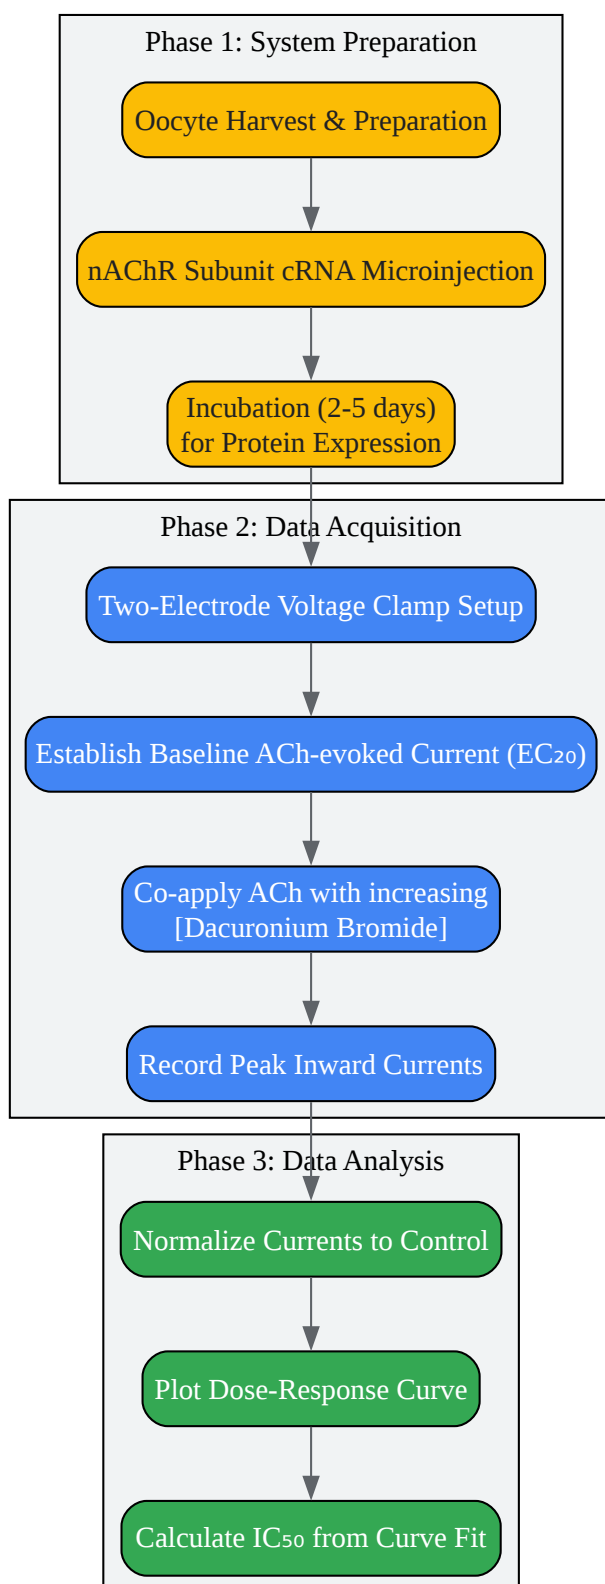 Phase 1: System Preparation
Oocyte Harvest & Preparation
nAChR Subunit cRNA Microinjection
Incubation (2-5 days)
for Protein Expression
Phase 2: Data Acquisition
Two-Electrode Voltage Clamp Setup
Establish Baseline ACh-evoked Current (EC₂₀)
Co-apply ACh with increasing
[Dacuronium Bromide]
Record Peak Inward Currents
Phase 3: Data Analysis
Normalize Currents to Control
Plot Dose-Response Curve
Calculate IC₅₀ from Curve Fit